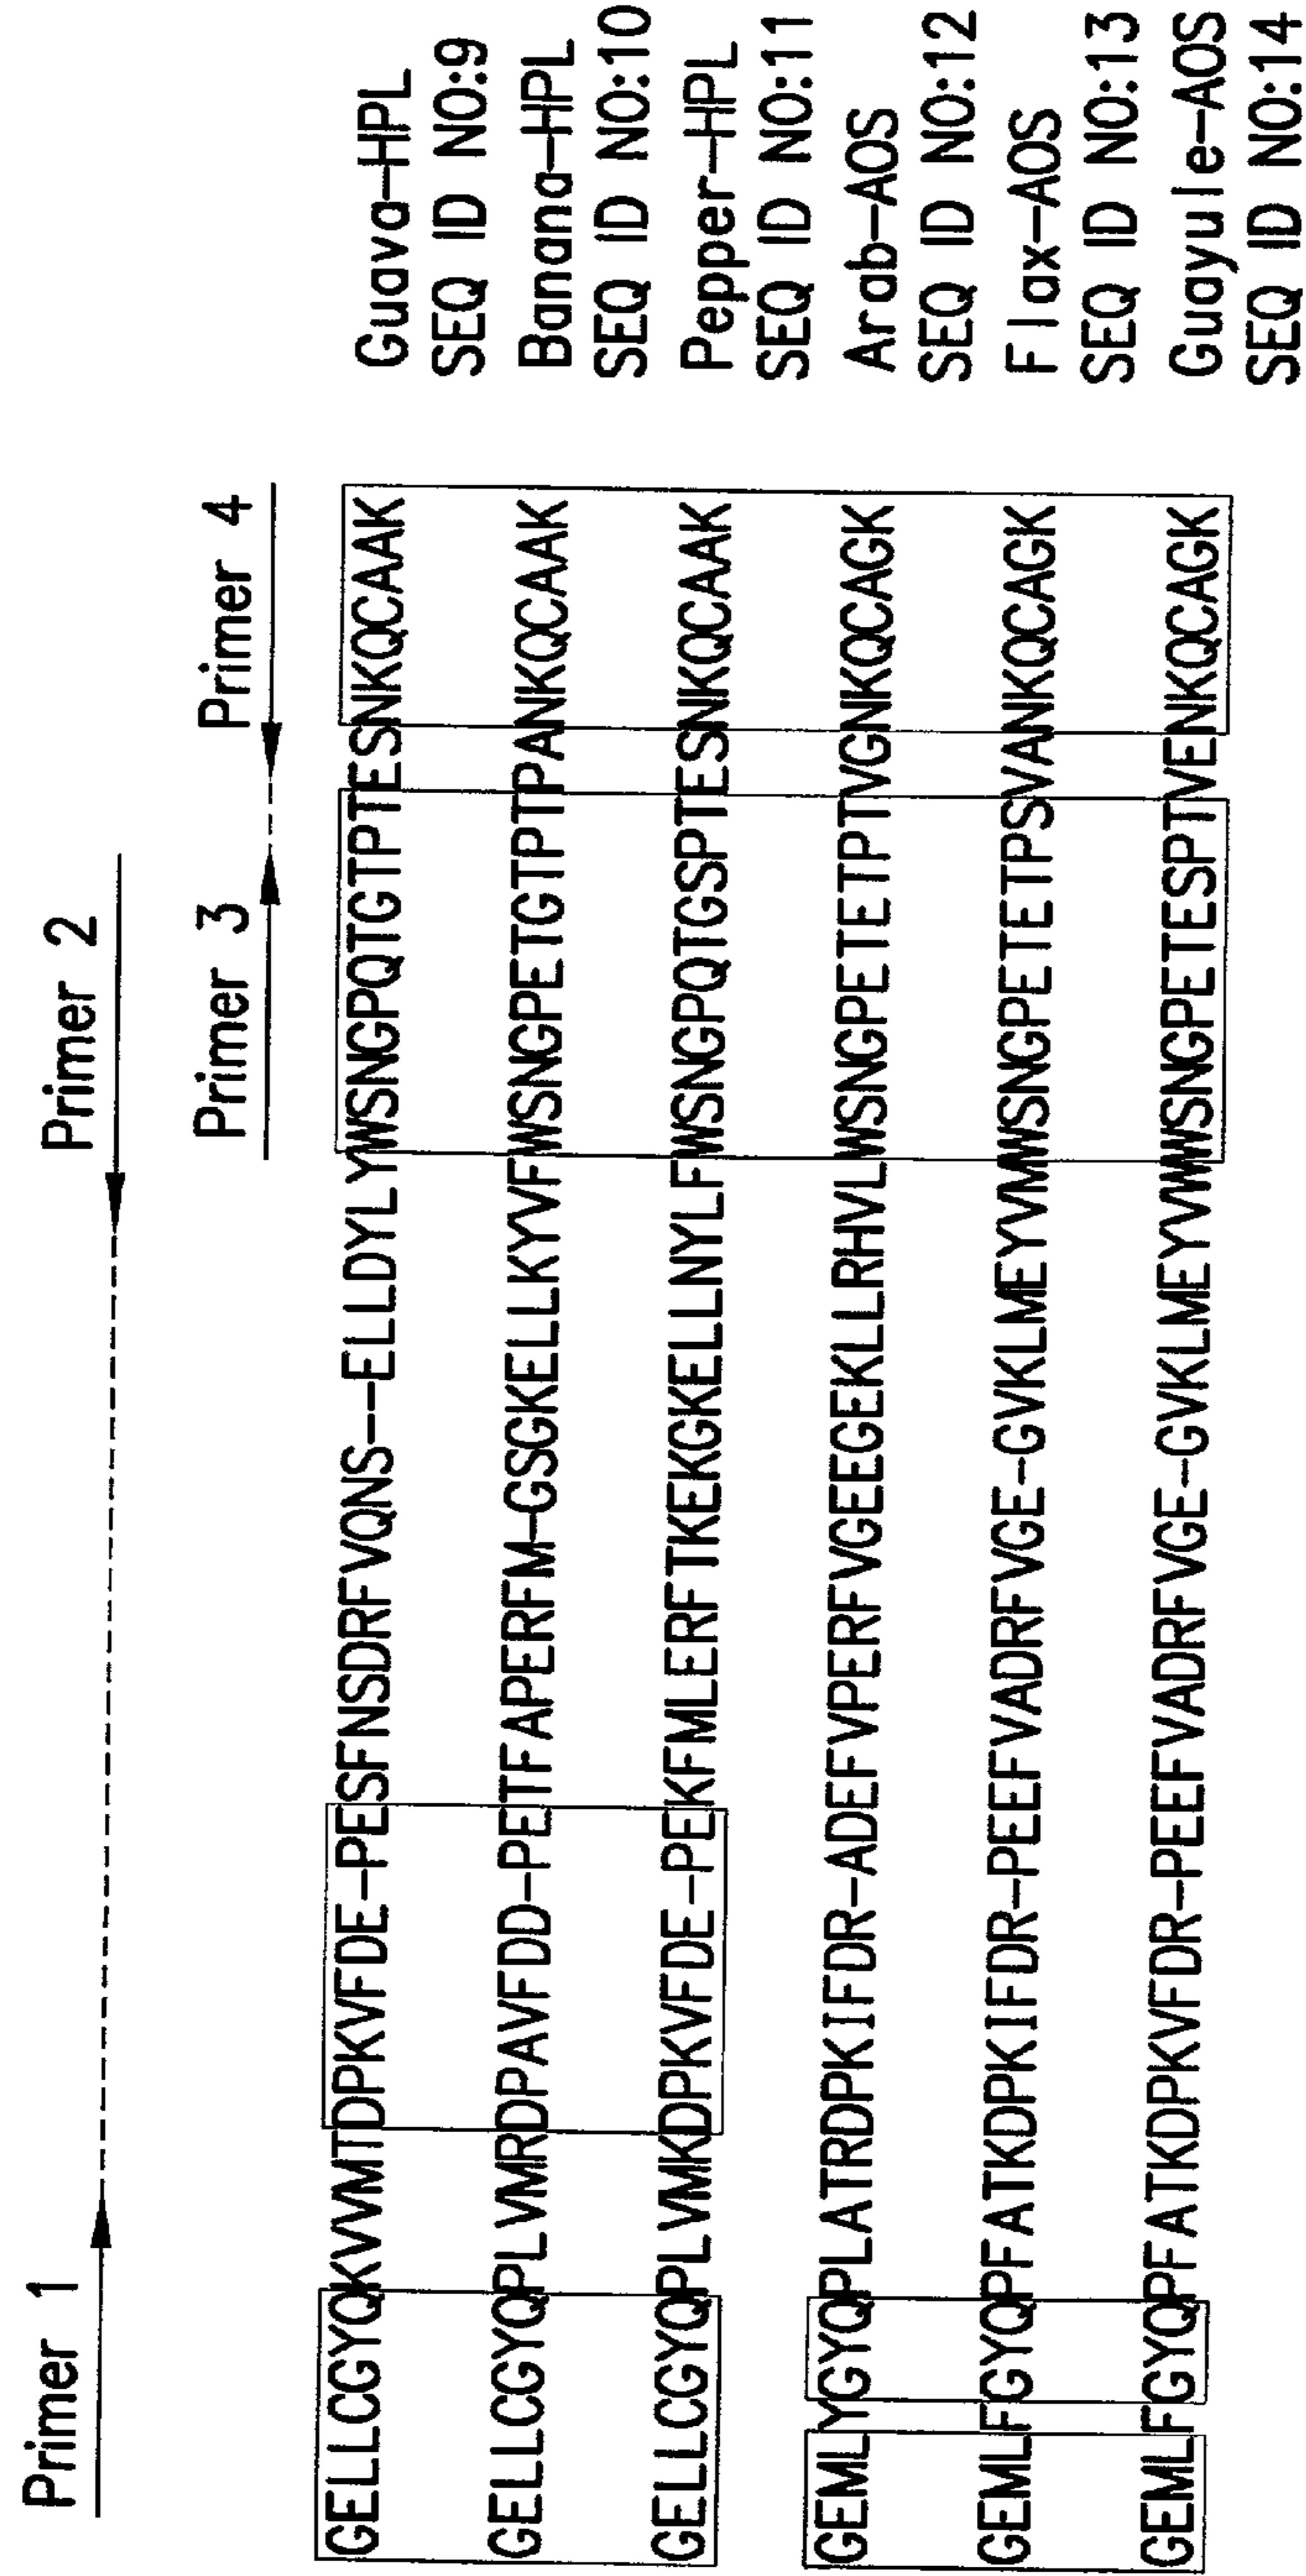 Primer 1 Primer 2
Primer 3 Primer 4
GELLCGYQKVVMTDPKVFDE-PESFNSDRFVQNS--ELLDYLYWSNGPQTGTPTESNKQCAAK Guava-HPL
SEQ ID NO:9
GELLCGYQPLVMRDPAVFDD-PETFAPERFM-GSGKELLKYVFWSNGPETGTPTPANKQCAAK Banana-HPL
SEQ ID NO:10
GELLCGYQPLVMKDPKVFDE-PEKFMLERFTKEKGKELLNYLFWSNGPQTGSPTESNKQCAAK Pepper-HPL
SEQ ID NO:11
GEMLYGYQPLATRDPKIFDR-ADEFVPERFVGEEGEKLLRHVLWSNGPETETPTVGNKQCAGK Arab-AOS
SEQ ID NO:12
GEMLFGYQPFATKDPKIFDR-PEEFVADRFVGE-GVKLMEYVMWSNGPETETPSVANKQCAGK Flax-AOS
SEQ ID NO:13
GEMLFGYQPFATKDPKVFDR-PEEFVADRFVGE-GVKLMEYVWWSNGPETESPTVENKQCAGK Guayule-AOS
SEQ ID NO:14